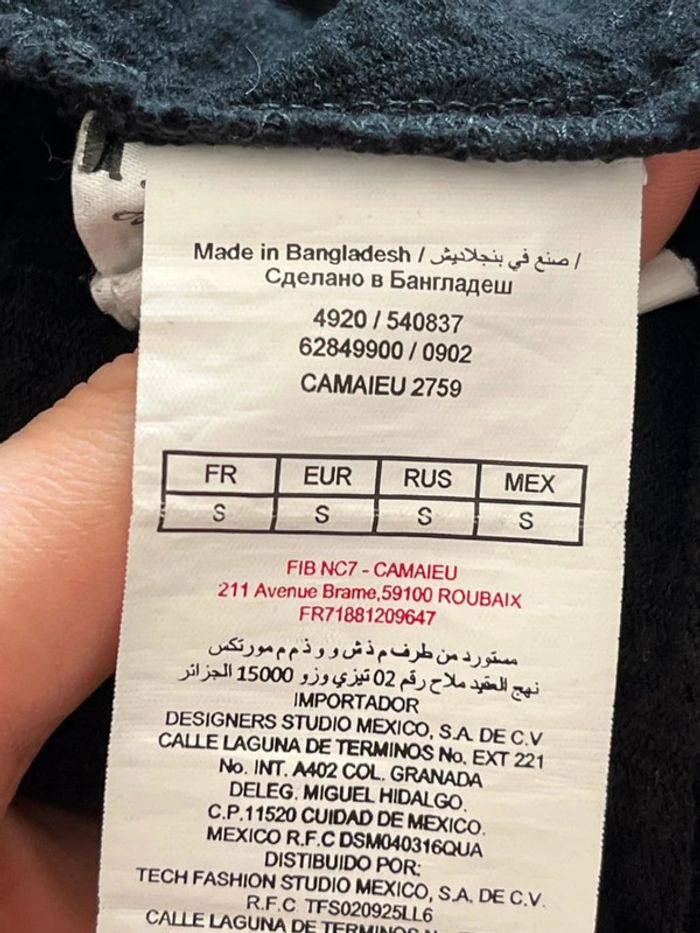 Made in Bangladesh / صنع في بنجلاديش /
Сделано в Бангладеш
4920 / 540837
62849900 / 0902
CAMAIEU 2759
FR EUR RUS MEX
S S S S
FIB NC7 - CAMAIEU
211 Avenue Brame,59100 ROUBAIX
FR71881209647
مستورد من طرف م ذ ش و و ذ م م مورتكس
نهج العقيد ملاح رقم 02 تيزي وزو 15000 الجزائر
IMPORTADOR
DESIGNERS STUDIO MEXICO, S.A. DE C.V
CALLE LAGUNA DE TERMINOS No. EXT 221
No. INT. A402 COL. GRANADA
DELEG. MIGUEL HIDALGO.
C.P.11520 CUIDAD DE MEXICO.
MEXICO R.F.C DSM040316QUA
DISTIBUIDO POR:
TECH FASHION STUDIO MEXICO, S.A. DE C.V.
R.F.C. TFS020925LL6
CALLE LAGUNA DE TERMINOS